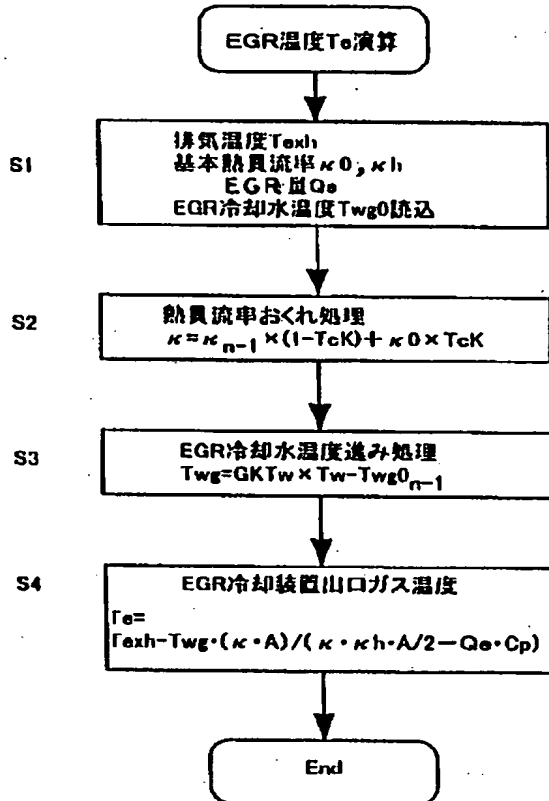 EGR温度Te演算
S1
排気温度Texh
基本熱貫流率κ0,κh
EGR量Qe
EGR冷却水温度Twg0読込
S2
熱貫流率おくれ処理
κ=κn-1×(1-TcK)+κ0×TcK
S3
EGR冷却水温度進み処理
Twg=GKTw×Tw-Twg0n-1
S4
EGR冷却装置出口ガス温度
Te=
Texh-Twg・(κ・A)/(κ・κh・A/2-Qe・Cp)
End